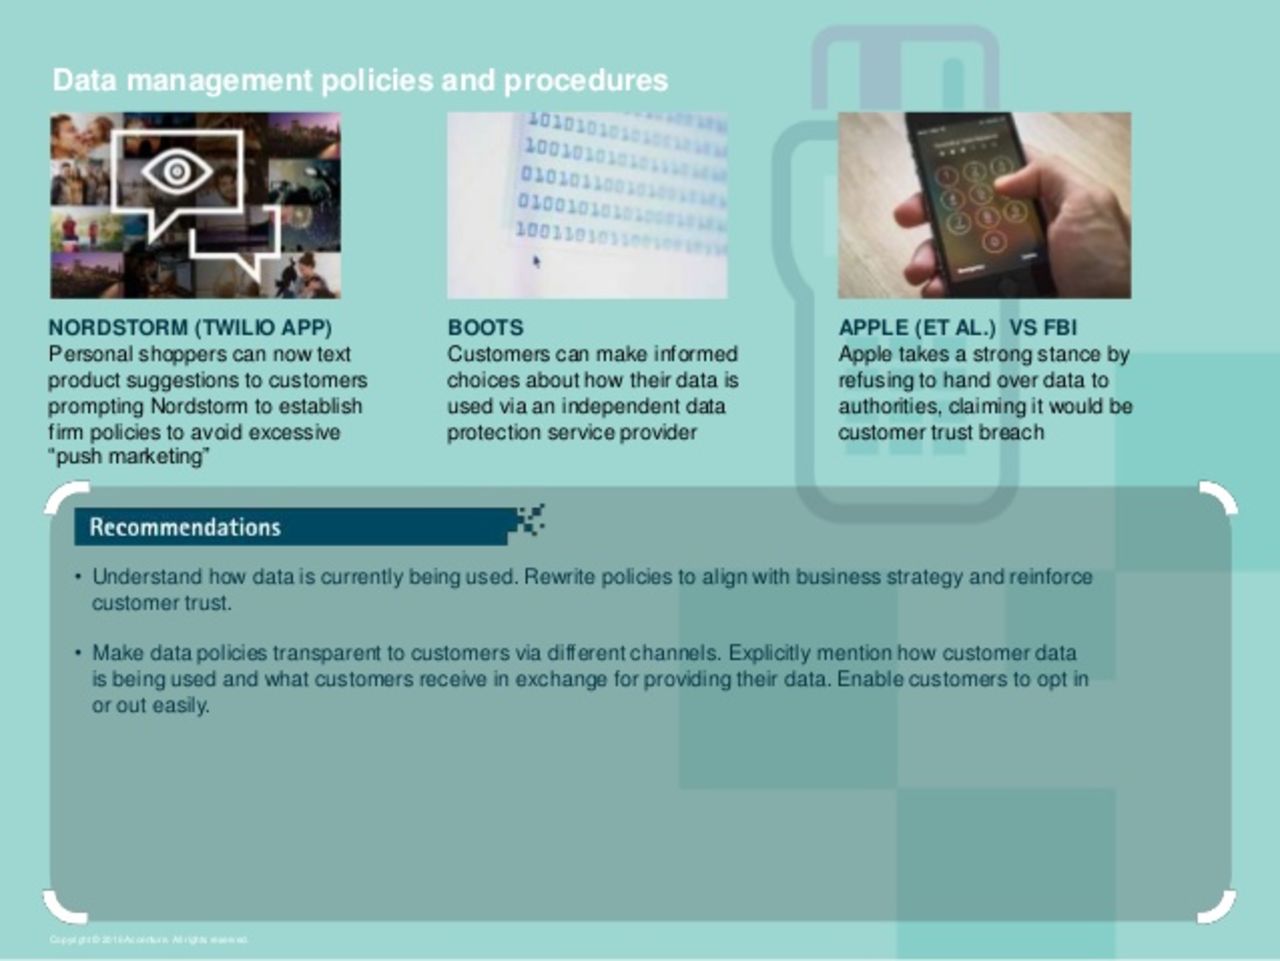 Data management policies and procedures
10101010101001
10010101010
0101011001010
01001010101001010
10011010110010010
NORDSTORM (TWILIO APP)
Personal shoppers can now text
product suggestions to customers
prompting Nordstorm to establish
firm policies to avoid excessive
“push marketing”
BOOTS
Customers can make informed
choices about how their data is
used via an independent data
protection service provider
APPLE (ET AL.) VS FBI
Apple takes a strong stance by
refusing to hand over data to
authorities, claiming it would be
customer trust breach
Recommendations
• Understand how data is currently being used. Rewrite policies to align with business strategy and reinforce
customer trust.
• Make data policies transparent to customers via different channels. Explicitly mention how customer data
is being used and what customers receive in exchange for providing their data. Enable customers to opt in
or out easily.
Copyright © 2016 Accenture. All rights reserved.